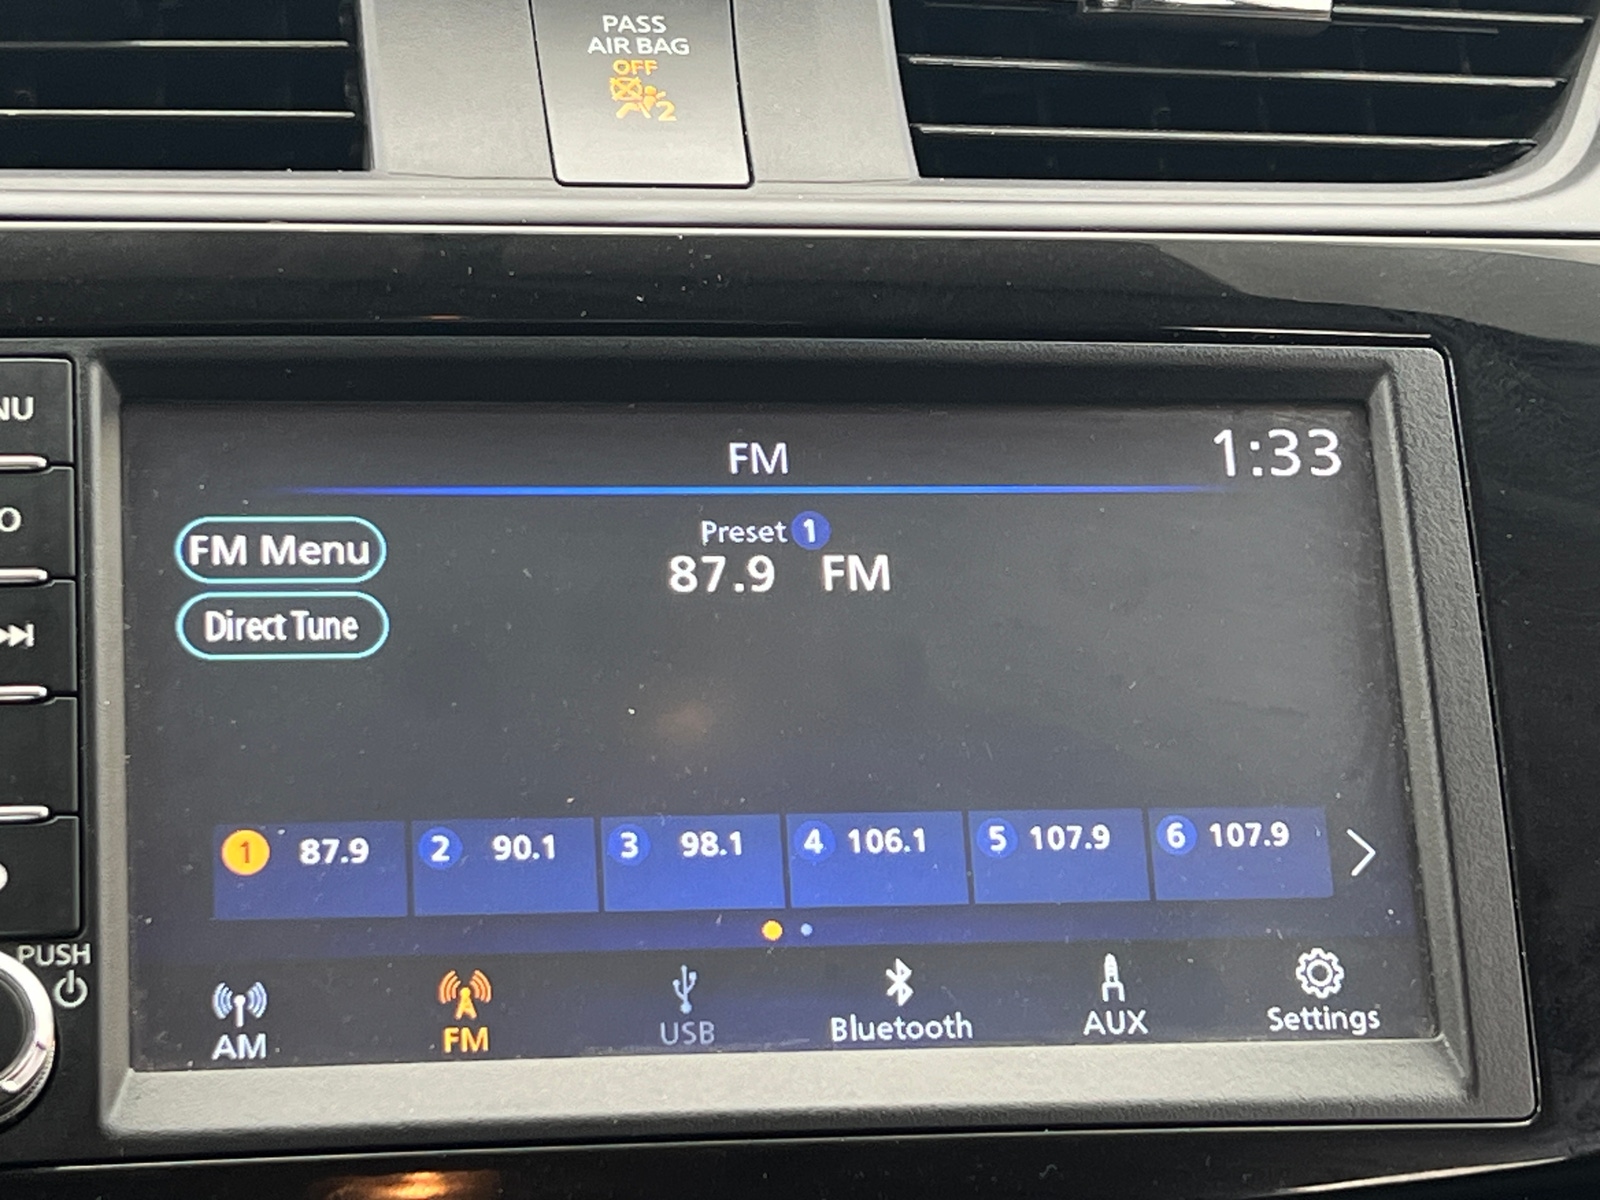 PASS
AIR BAG
OFF
2
NU
O
PUSH
FM
1:33
FM Menu
Direct Tune
Preset 1
87.9 FM
1 87.9
2 90.1
3 98.1
4 106.1
5 107.9
6 107.9
AM
FM
USB
Bluetooth
AUX
Settings